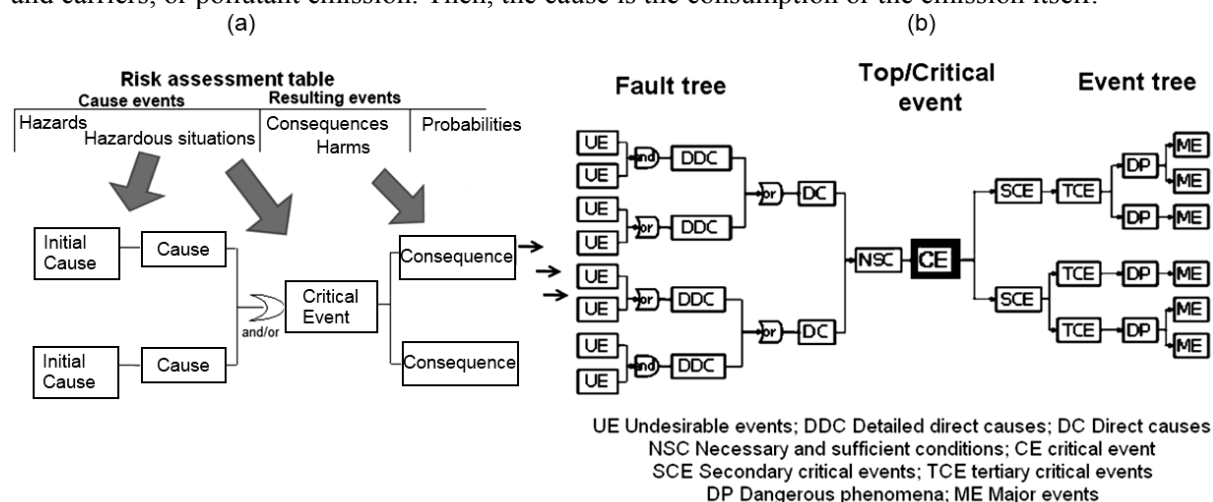 and carriers, or pollutant emission. Then, the cause is the consumption or the emission itself.
(a)
(b)
Risk assessment table
Cause events
Resulting events
Hazards
Hazardous situations
Consequences
Harms
Probabilities
Initial
Cause
Cause
Initial
Cause
Cause
and/or
Critical
Event
Consequence
Consequence
Fault tree
Top/Critical
event
Event tree
UE
UE
and
DDC
UE
UE
or
DDC
or
DC
UE
UE
or
DDC
UE
UE
and
DDC
or
DC
NSC
CE
SCE
TCE
DP
ME
ME
DP
ME
SCE
TCE
DP
ME
TCE
DP
ME
ME
UE Undesirable events; DDC Detailed direct causes; DC Direct causes
NSC Necessary and sufficient conditions; CE critical event
SCE Secondary critical events; TCE tertiary critical events
DP Dangerous phenomena; ME Major events